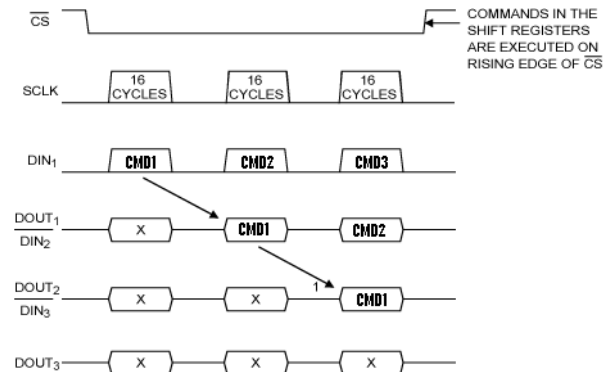 CS
COMMANDS IN THE
SHIFT REGISTERS
ARE EXECUTED ON
RISING EDGE OF CS
SCLK
16
CYCLES
16
CYCLES
16
CYCLES
DIN1
CMD1
CMD2
CMD3
DOUT1
DIN2
X
CMD1
CMD2
DOUT2
DIN3
X
X
1
CMD1
DOUT3
X
X
X